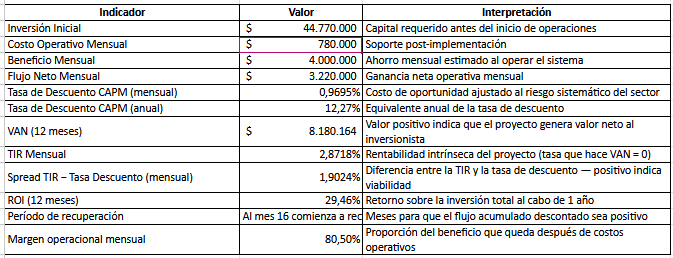 Indicador Valor Interpretación
Inversión Inicial $ 44.770.000 Capital requerido antes del inicio de operaciones
Costo Operativo Mensual $ 780.000 Soporte post-implementación
Beneficio Mensual $ 4.000.000 Ahorro mensual estimado al operar el sistema
Flujo Neto Mensual $ 3.220.000 Ganancia neta operativa mensual
Tasa de Descuento CAPM (mensual) 0,9695% Costo de oportunidad ajustado al riesgo sistemático del sector
Tasa de Descuento CAPM (anual) 12,27% Equivalente anual de la tasa de descuento
VAN (12 meses) $ 8.180.164 Valor positivo indica que el proyecto genera valor neto al
inversionista
TIR Mensual 2,8718% Rentabilidad intrínseca del proyecto (tasa que hace VAN = 0)
Spread TIR – Tasa Descuento (mensual) 1,9024% Diferencia entre la TIR y la tasa de descuento — positivo indica
viabilidad
ROI (12 meses) 29,46% Retorno sobre la inversión total al cabo de 1 año
Período de recuperación Al mes 16 comienza a rec Meses para que el flujo acumulado descontado sea positivo
Margen operacional mensual 80,50% Proporción del beneficio que queda después de costos
operativos